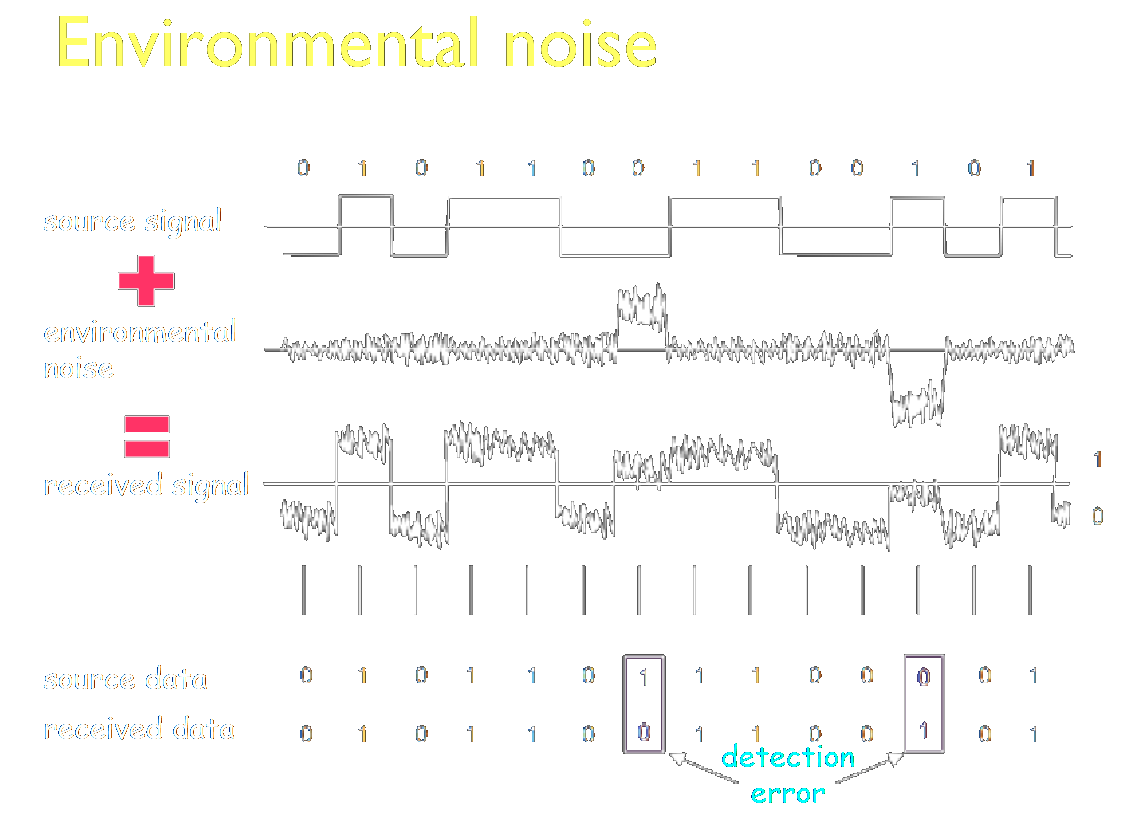 Environmental noise
0 1 0 1 1 0 0 1 1 0 0 1 0 1
source signal
environmental
noise
received signal
1
0
source data 0 1 0 1 1 0 1 1 1 0 0 0 0 1
received data 0 1 0 1 1 0 0 1 1 0 0 1 0 1
detection
error